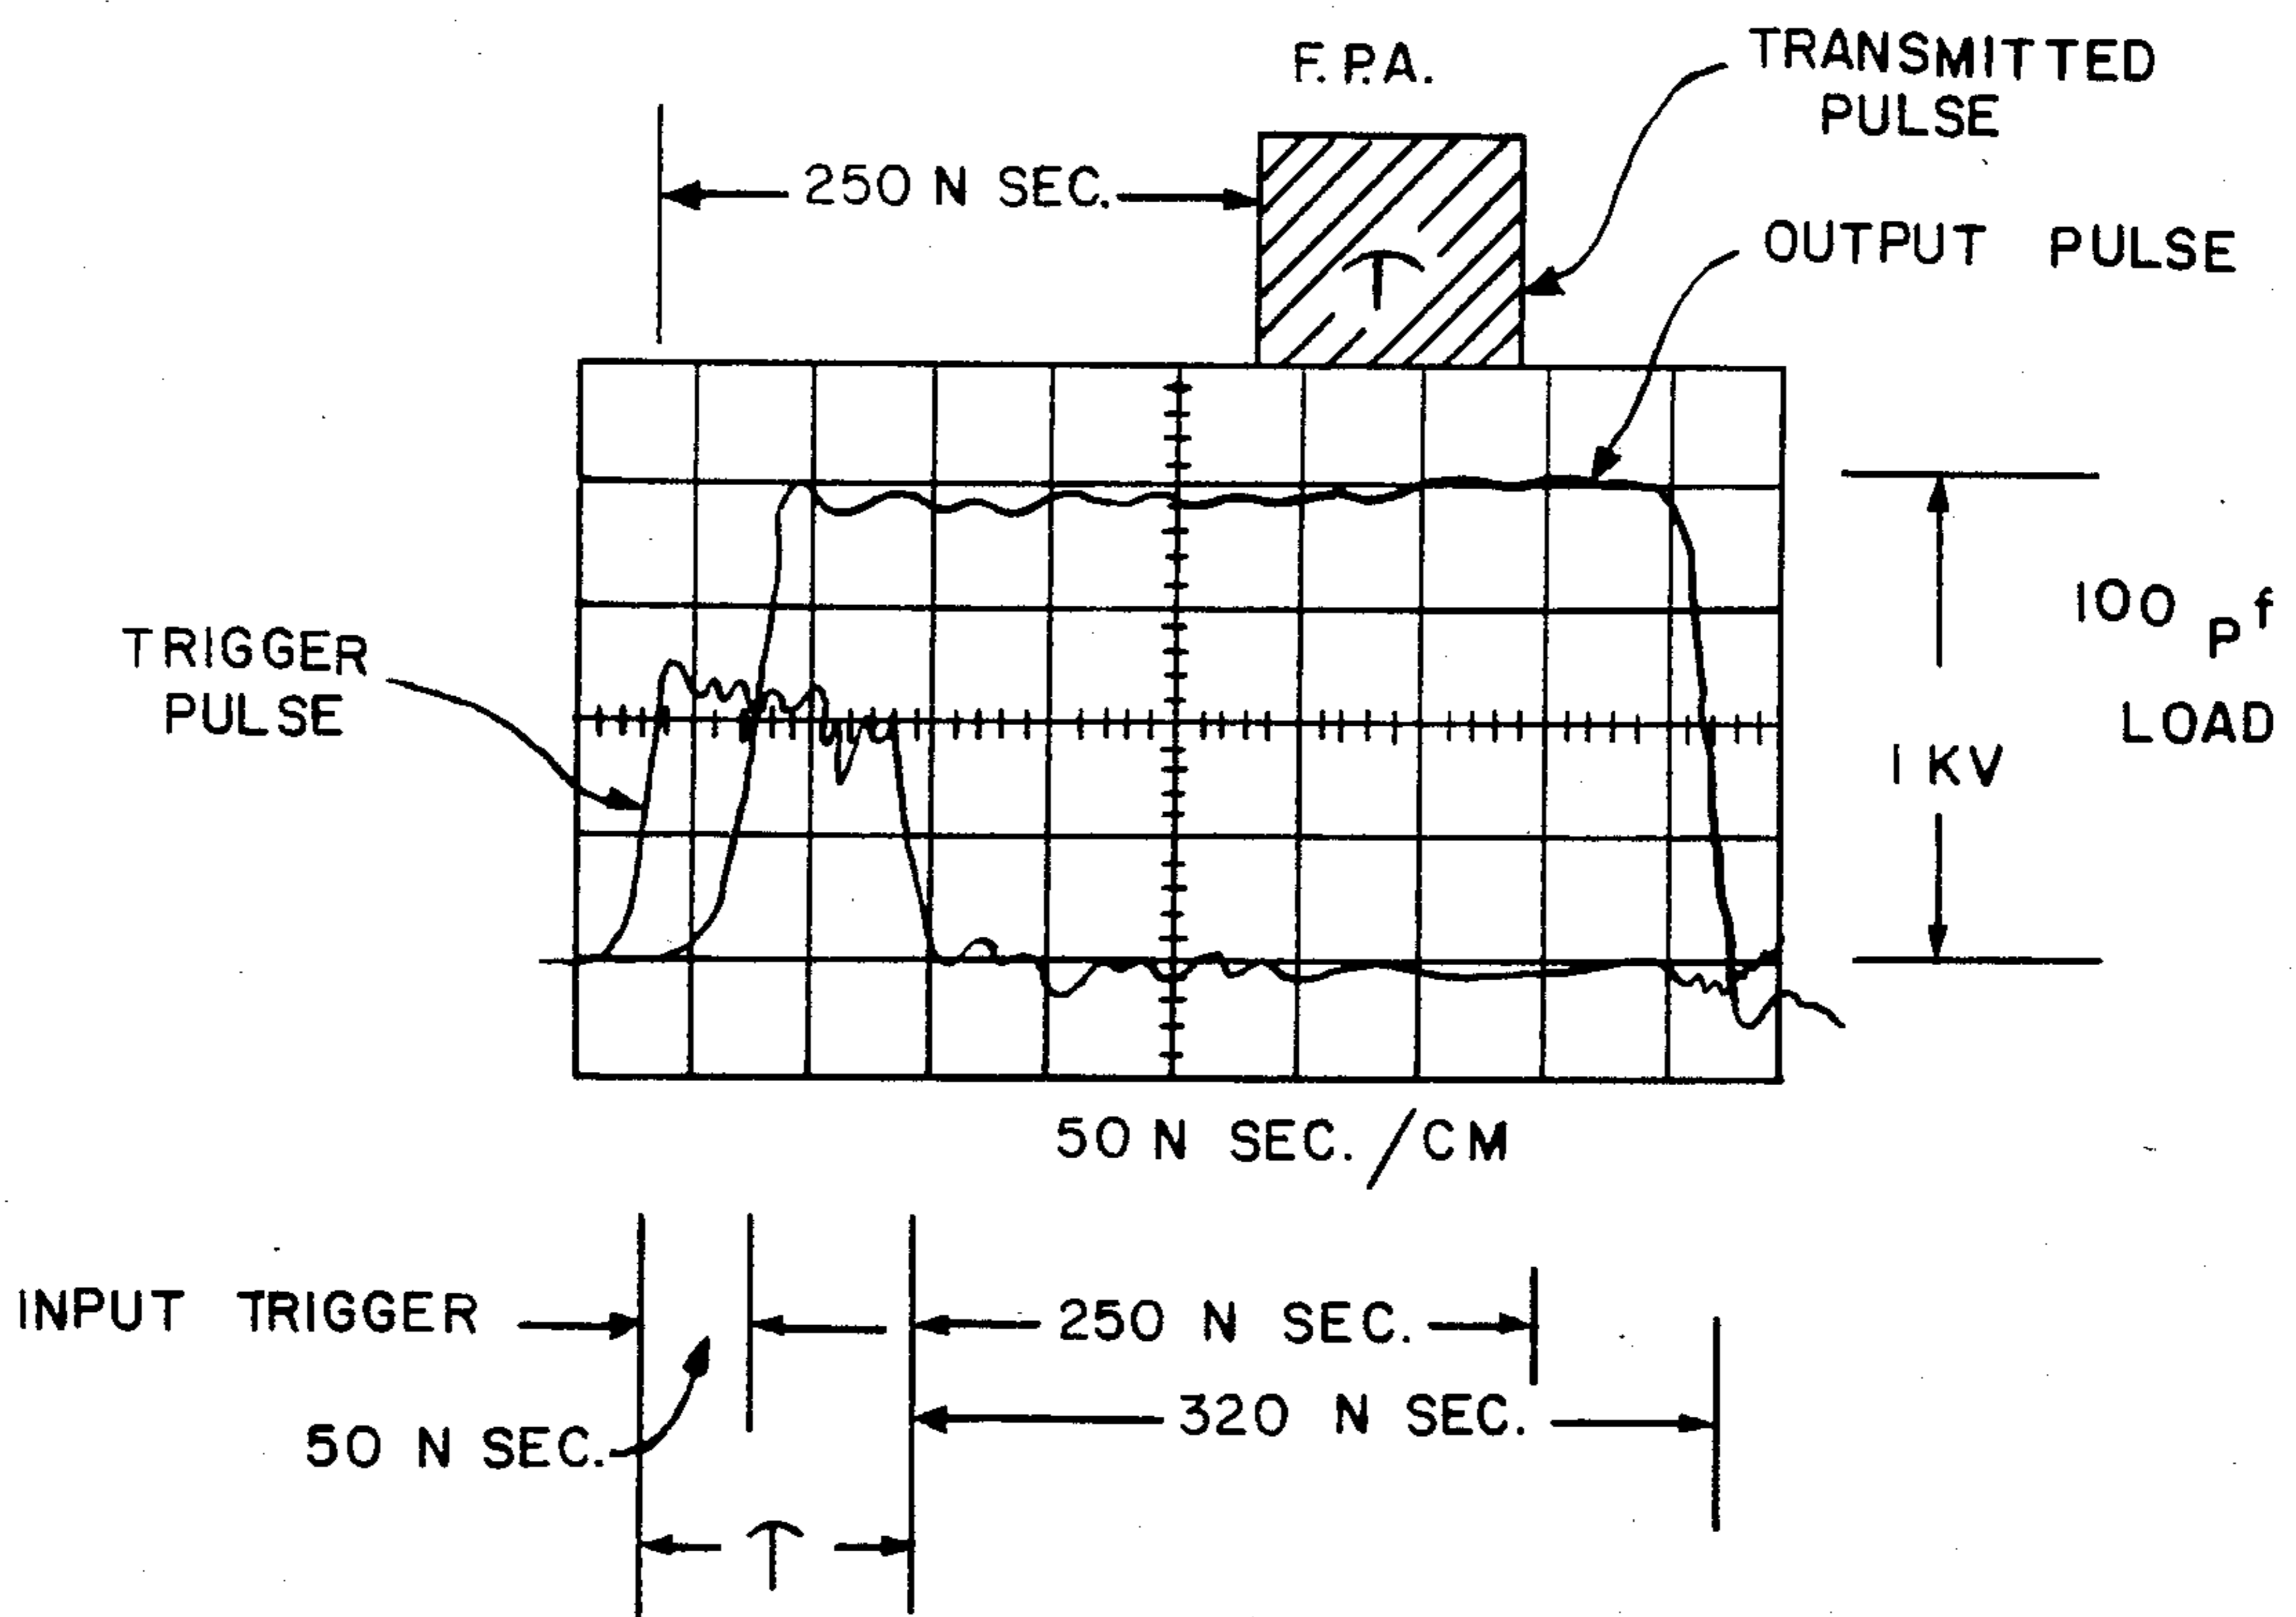 F.P.A.
TRANSMITTED
PULSE
250 N SEC.
T
OUTPUT PULSE
TRIGGER
PULSE
100 pf
LOAD
1 KV
50 N SEC./CM
INPUT TRIGGER
250 N SEC.
320 N SEC.
50 N SEC.
T